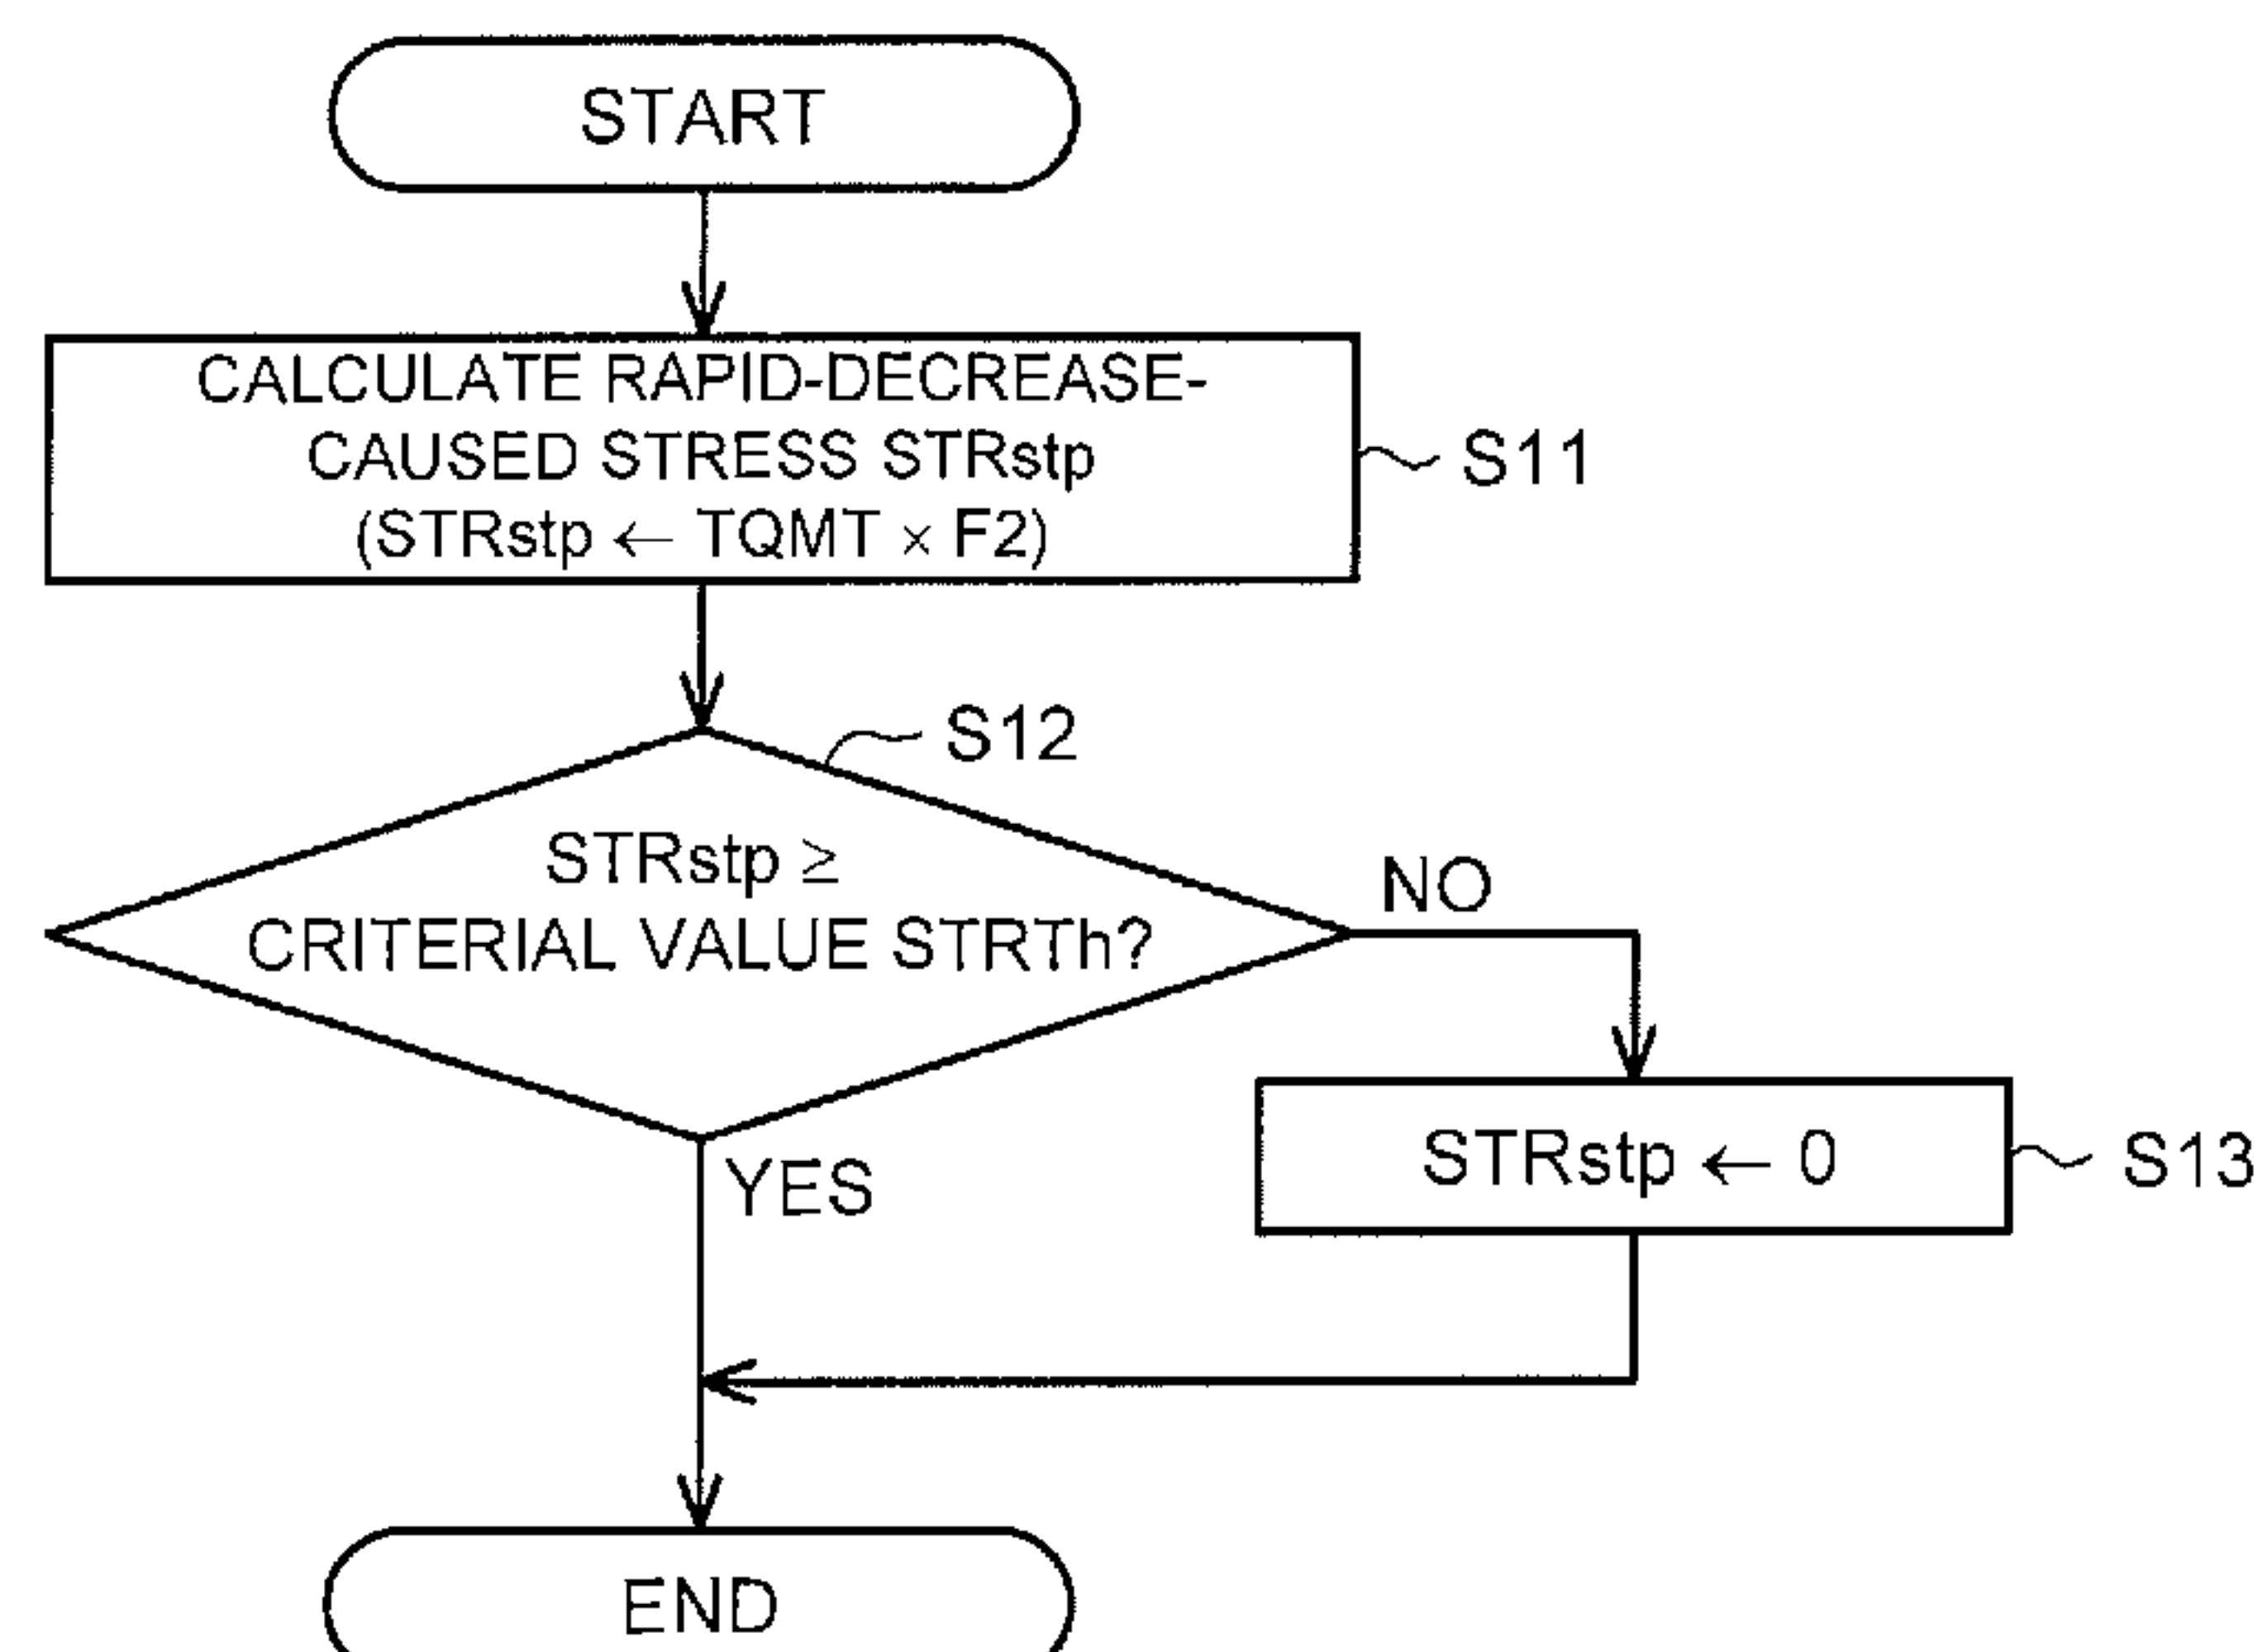 START
CALCULATE RAPID-DECREASE-
CAUSED STRESS STRstp
(STRstp ← TQMT × F2)
S11
S12
STRstp ≥
CRITERIAL VALUE STRTh?
NO
YES
STRstp ← 0
S13
END